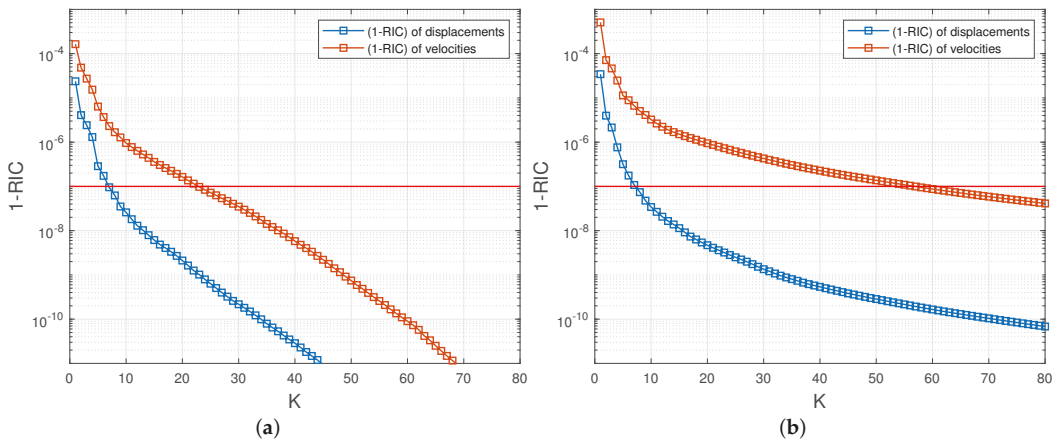 (1-RIC) of displacements
(1-RIC) of velocities
10^-4
10^-6
10^-8
10^-10
1-RIC
0 10 20 30 40 50 60 70 80
K
(a)
(1-RIC) of displacements
(1-RIC) of velocities
10^-4
10^-6
10^-8
10^-10
1-RIC
0 10 20 30 40 50 60 70 80
K
(b)